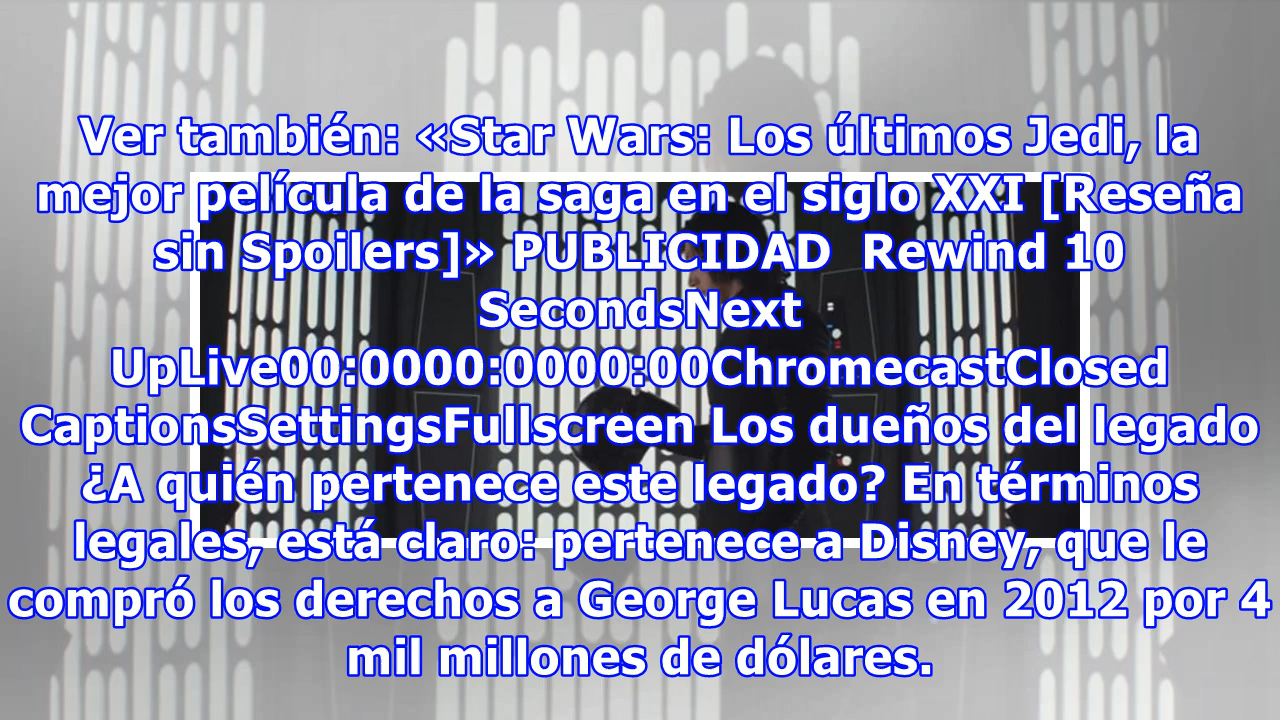 Ver también: «Star Wars: Los últimos Jedi, la
mejor película de la saga en el siglo XXI [Reseña
sin Spoilers]» PUBLICIDAD  Rewind 10
SecondsNext
UpLive00:0000:0000:00ChromecastClosed
CaptionsSettingsFullscreen Los dueños del legado
¿A quién pertenece este legado? En términos
legales, está claro: pertenece a Disney, que le
compró los derechos a George Lucas en 2012 por 4
mil millones de dólares.